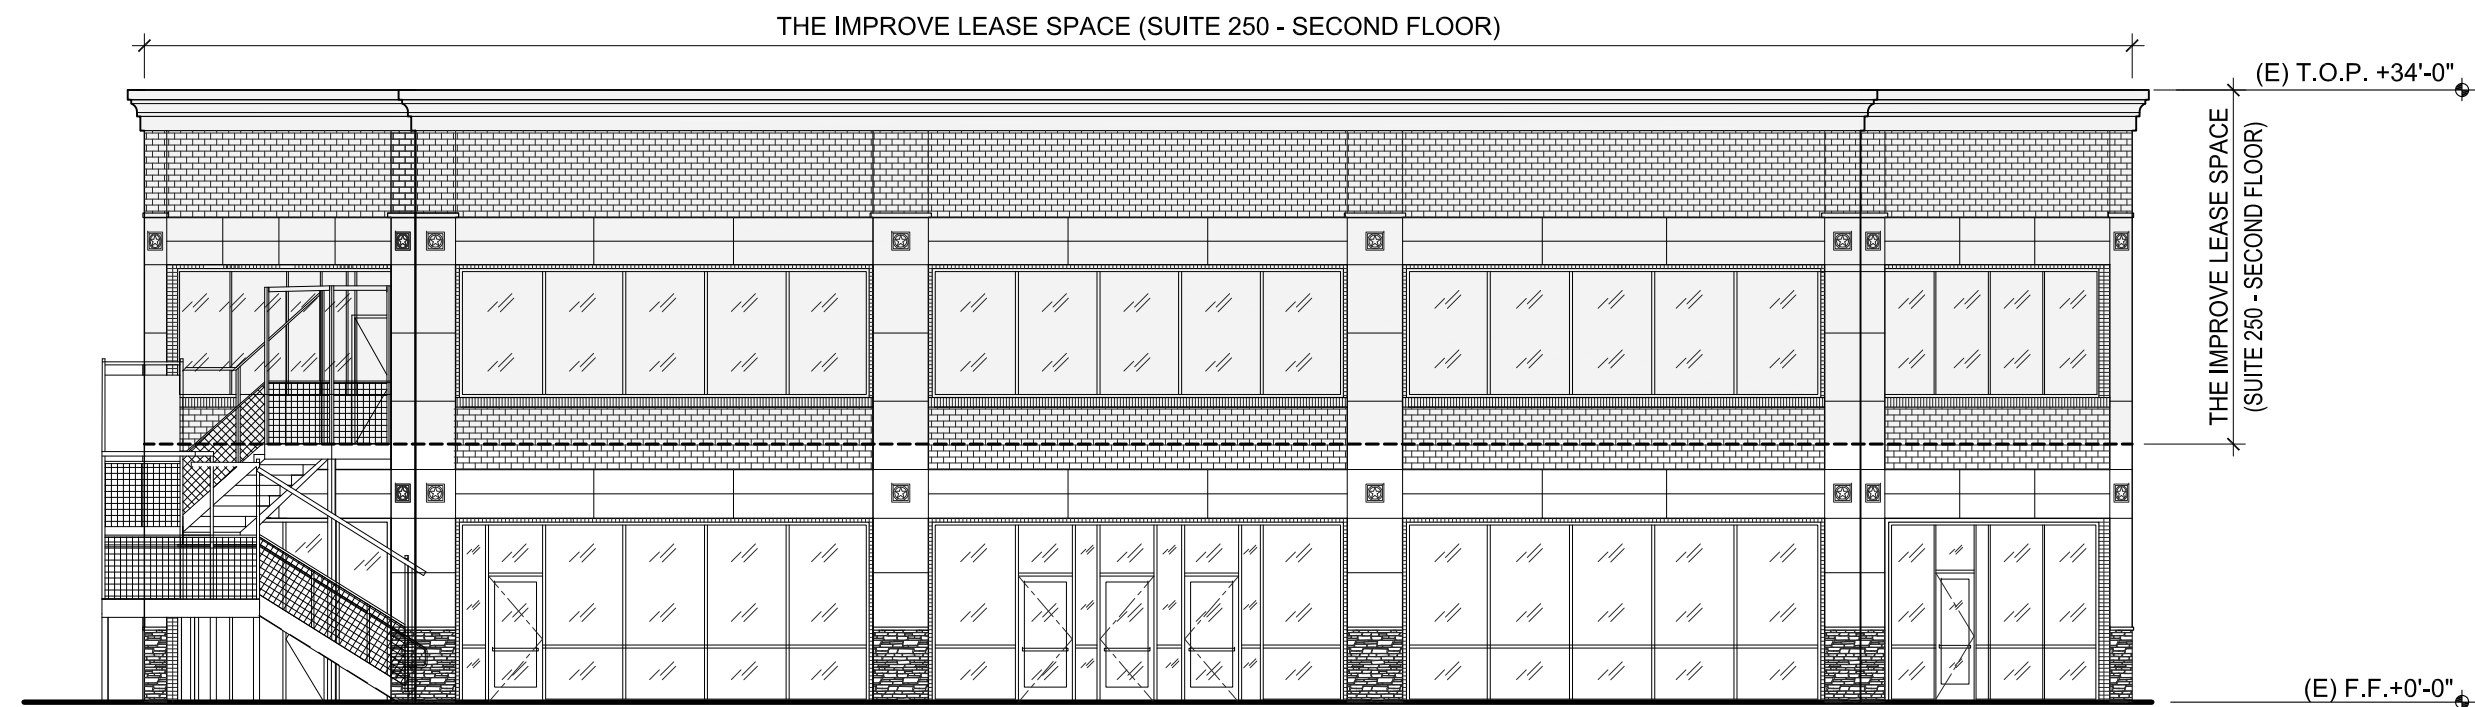 THE IMPROVE LEASE SPACE (SUITE 250 - SECOND FLOOR)
(E) T.O.P. +34'-0"
THE IMPROVE LEASE SPACE
(SUITE 250 - SECOND FLOOR)
(E) F.F.+0'-0"